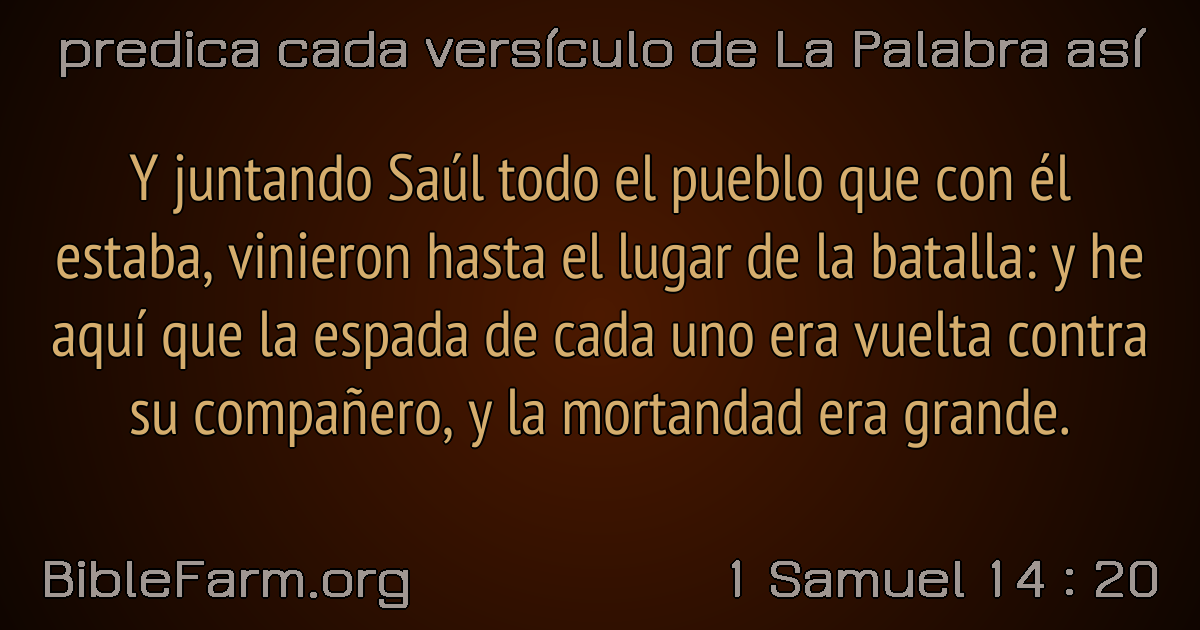 predica cada versículo de La Palabra así
Y juntando Saúl todo el pueblo que con él
estaba, vinieron hasta el lugar de la batalla: y he
aquí que la espada de cada uno era vuelta contra
su compañero, y la mortandad era grande.
BibleFarm.org
1 Samuel 14 : 20